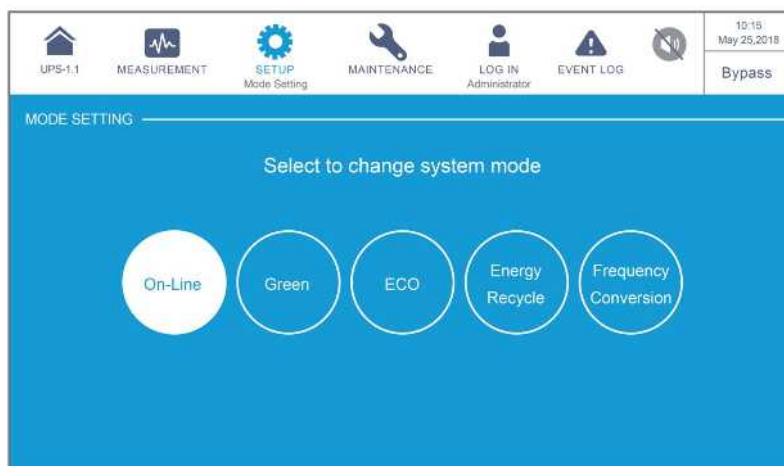 10:15
May 25,2018
UPS-1.1
MEASUREMENT
SETUP
Mode Setting
MAINTENANCE
LOG IN
Administrator
EVENT LOG
Bypass
MODE SETTING
Select to change system mode
On-Line
Green
ECO
Energy
Recycle
Frequency
Conversion